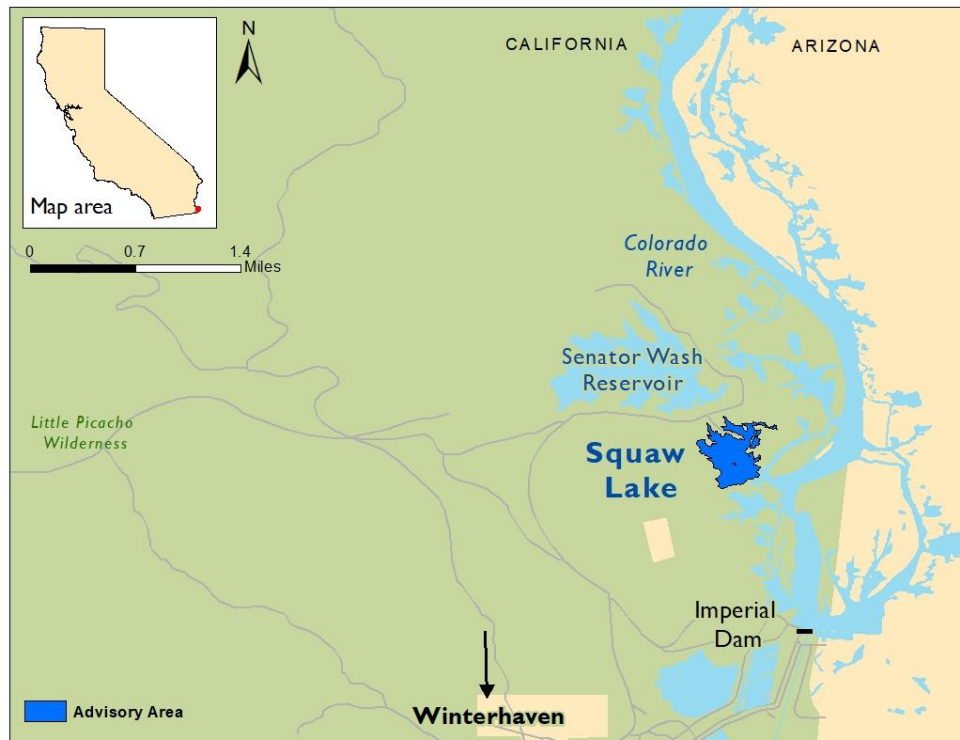 N
CALIFORNIA
ARIZONA
Map area
0 0.7 1.4
Miles
Colorado
River
Senator Wash
Reservoir
Little Picacho
Wilderness
Squaw
Lake
Imperial
Dam
Winterhaven
Advisory Area